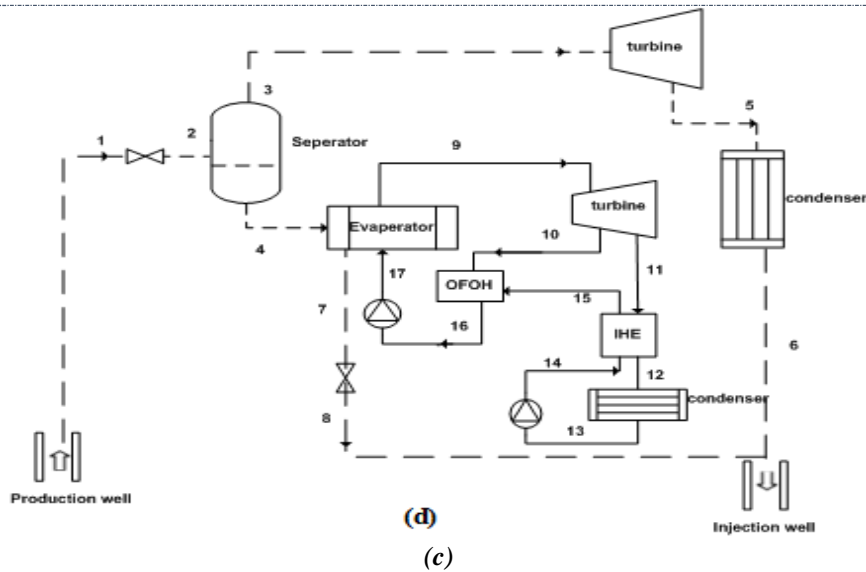 turbine
3
5
1
2
Seperator
9
condenser
Evaperator
turbine
4
10
17
OFOH
11
15
7
16
IHE
6
14
12
condenser
8
13
Production well
(d)
Injection well
(c)